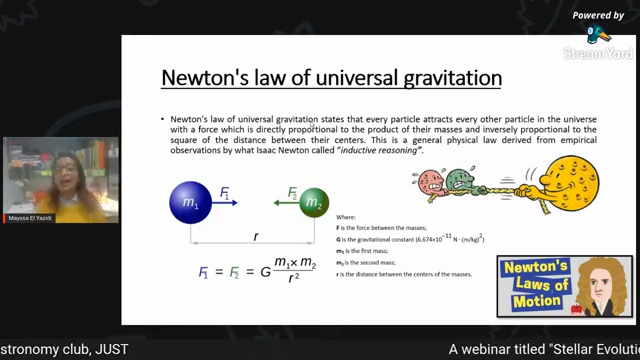 Powered by
StreamYard
Newton's law of universal gravitation
• Newton's law of universal gravitation states that every particle attracts every other particle in the universe
with a force which is directly proportional to the product of their masses and inversely proportional to the
square of the distance between their centers. This is a general physical law derived from empirical
observations by what Isaac Newton called "inductive reasoning".
m₁ F₁ F₂ m₂
r
F₁ = F₂ = G m₁ × m₂ / r²
Where:
F is the force between the masses;
G is the gravitational constant (6.674×10⁻¹¹ N · (m/kg)²)
m₁ is the first mass;
m₂ is the second mass;
r is the distance between the centers of the masses.
Newton's
Laws of
Motion
Mayssa El Yazidi
stronomy club, JUST
A webinar titled "Stellar Evoluti